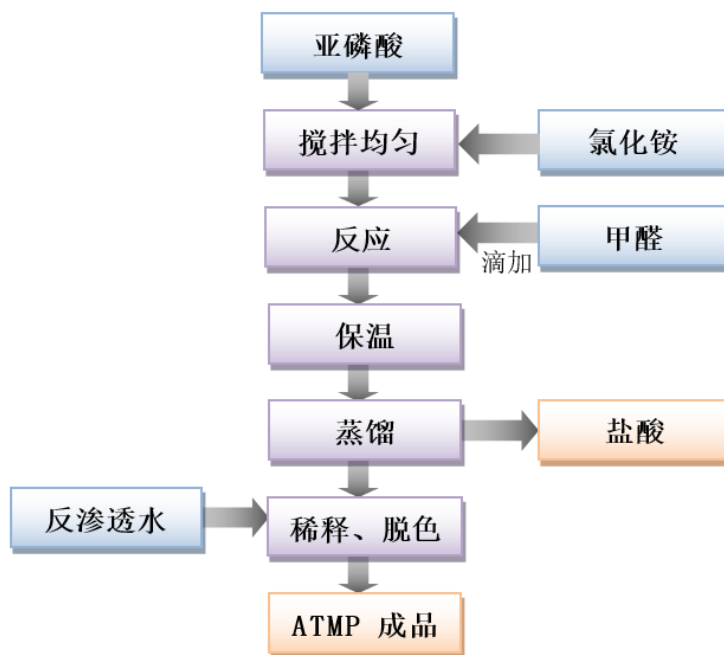 亚磷酸
搅拌均匀
氯化铵
反应
甲醛
滴加
保温
蒸馏
盐酸
反渗透水
稀释、脱色
ATMP 成品